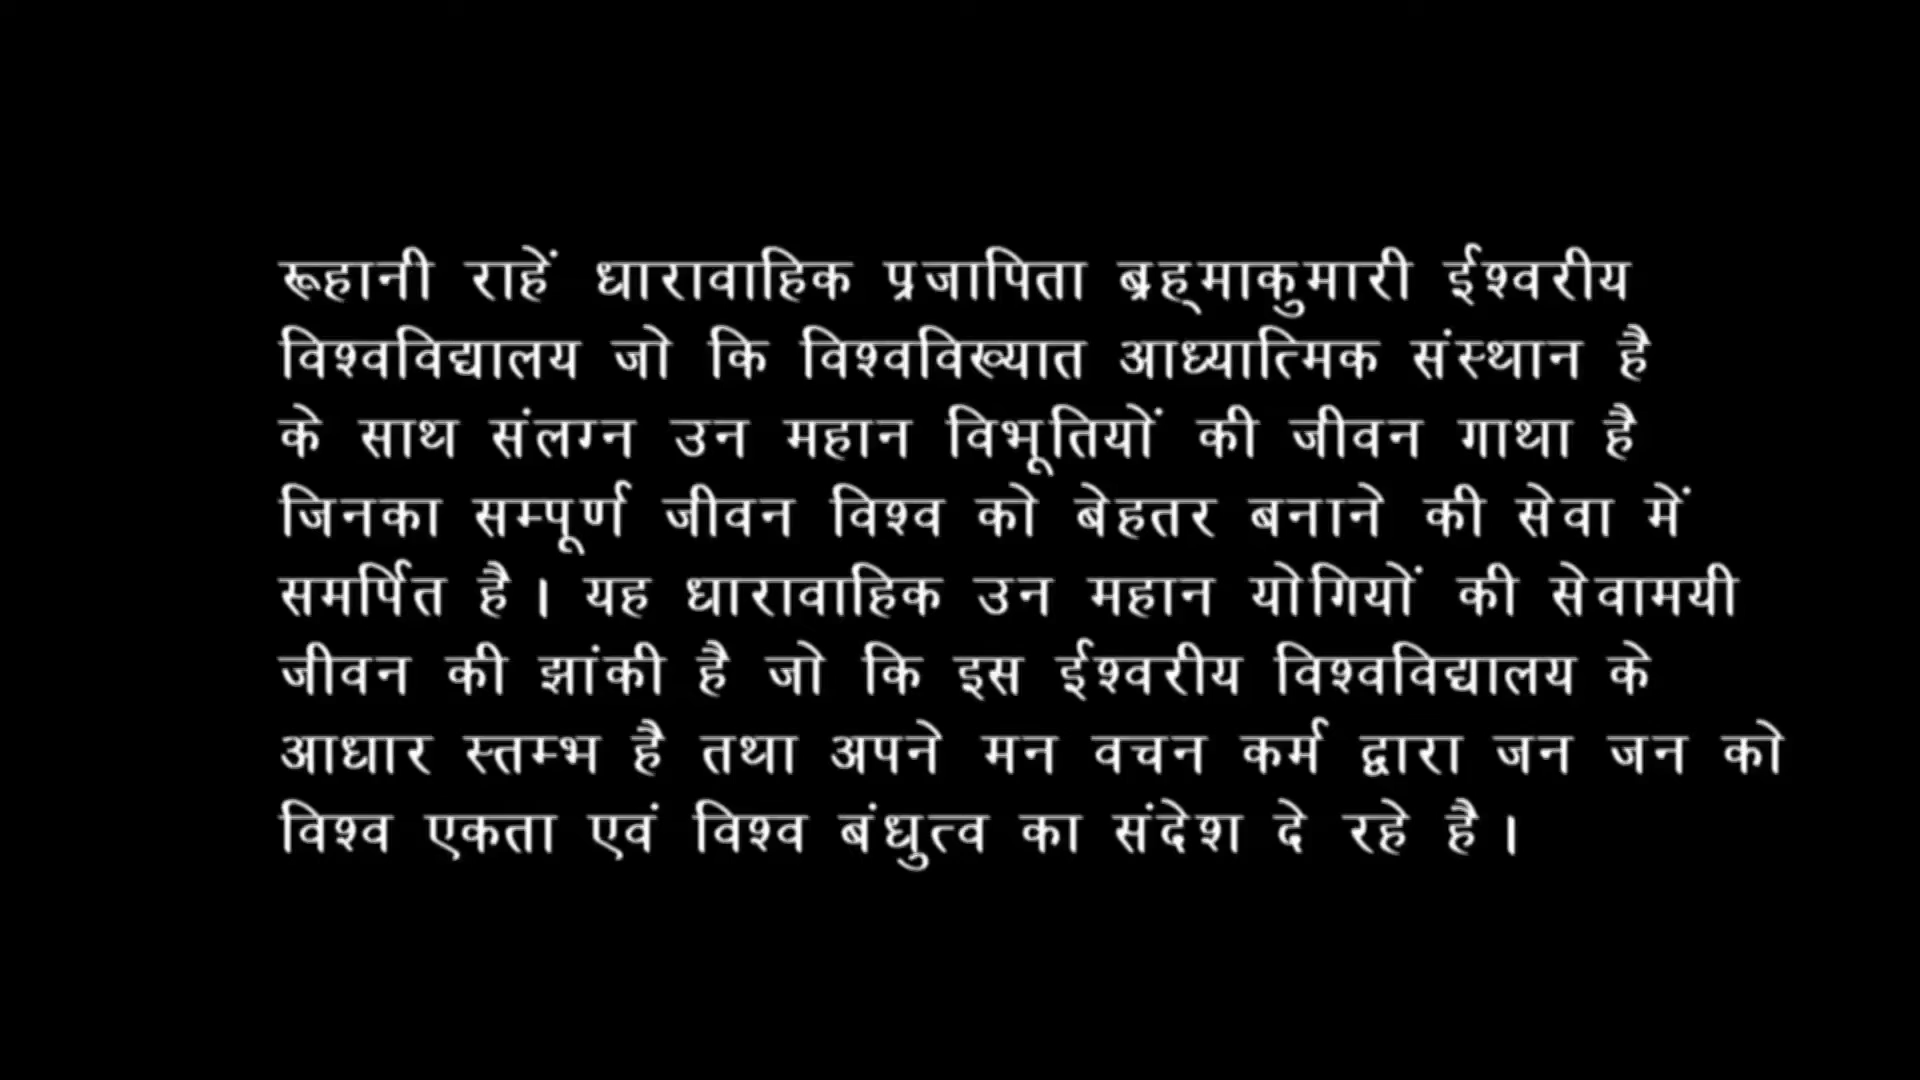 रूहानी राहें धारावाहिक प्रजापिता ब्रह्माकुमारी ईश्वरीय
विश्वविद्यालय जो कि विश्वविख्यात आध्यात्मिक संस्थान है
के साथ संलग्न उन महान विभूतियों की जीवन गाथा है
जिनका सम्पूर्ण जीवन विश्व को बेहतर बनाने की सेवा में
समर्पित है। यह धारावाहिक उन महान योगियों की सेवामयी
जीवन की झांकी है जो कि इस ईश्वरीय विश्वविद्यालय के
आधार स्तम्भ है तथा अपने मन वचन कर्म द्वारा जन जन को
विश्व एकता एवं विश्व बंधुत्व का संदेश दे रहे है।